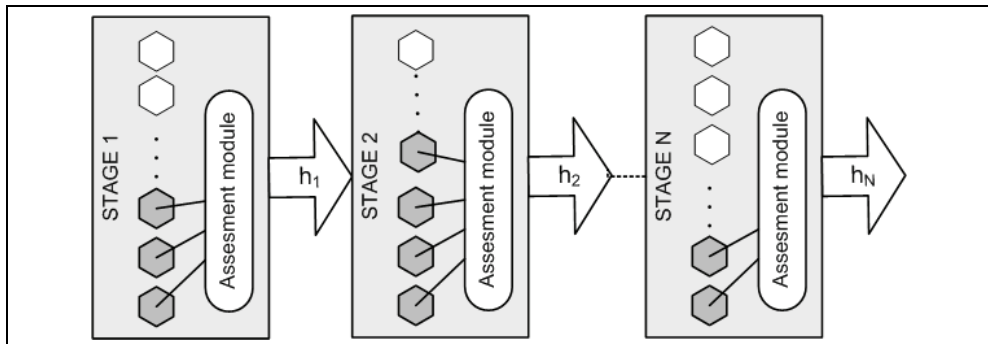 STAGE 1
Assesment module
h1
STAGE 2
Assesment module
h2
STAGE N
Assesment module
hN